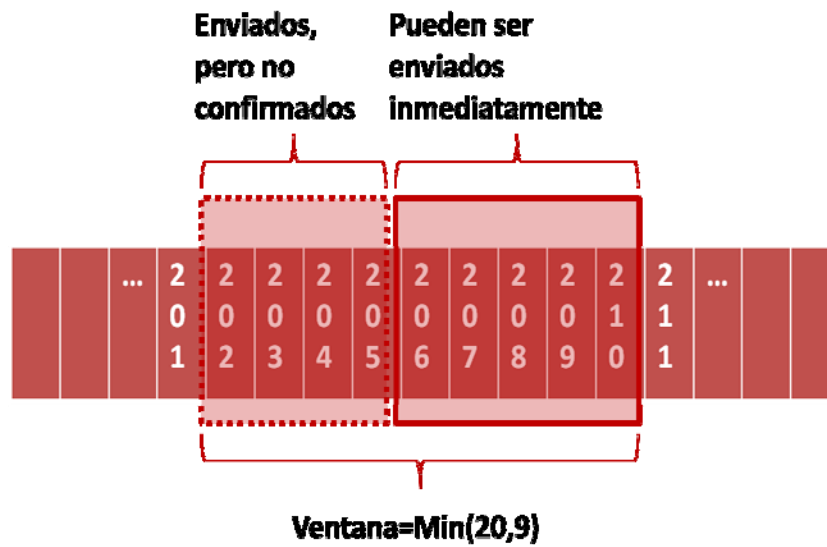 Enviados,
pero no
confirmados
Pueden ser
enviados
inmediatamente
... 201 202 203 204 205 206 207 208 209 210 211 ...
Ventana=Min(20,9)